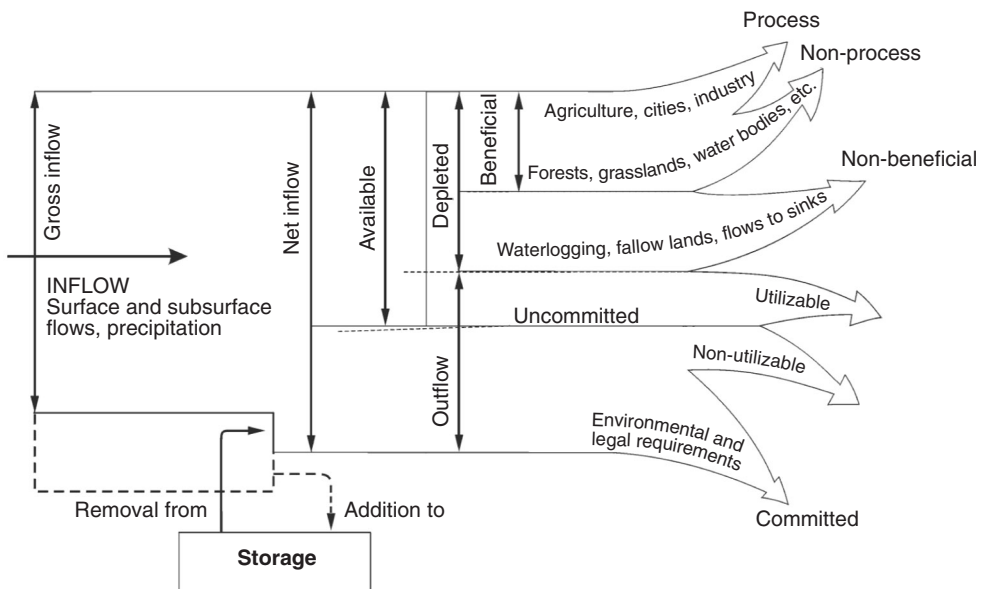 Process
Non-process
Agriculture, cities, industry
Forests, grasslands, water bodies, etc.
Non-beneficial
Gross inflow
Net inflow
Available
Depleted
Beneficial
Waterlogging, fallow lands, flows to sinks
INFLOW
Surface and subsurface
flows, precipitation
Utilizable
Uncommitted
Non-utilizable
Outflow
Environmental and
legal requirements
Removal from
Addition to
Committed
Storage